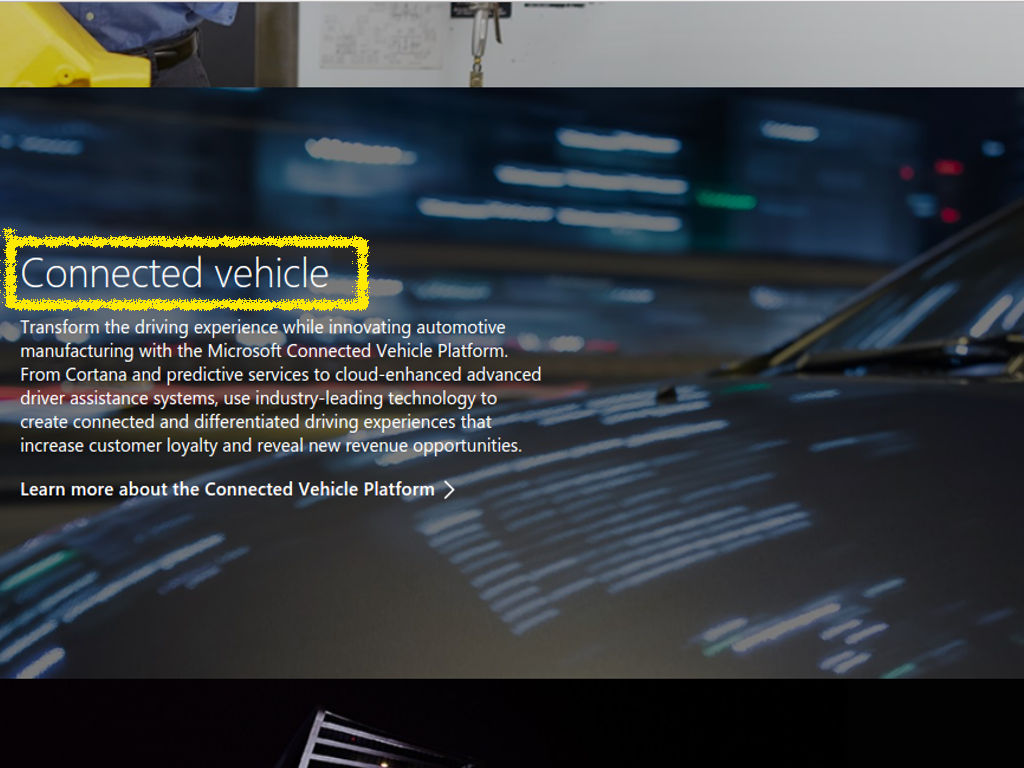 Connected vehicle
Transform the driving experience while innovating automotive
manufacturing with the Microsoft Connected Vehicle Platform.
From Cortana and predictive services to cloud-enhanced advanced
driver assistance systems, use industry-leading technology to
create connected and differentiated driving experiences that
increase customer loyalty and reveal new revenue opportunities.
Learn more about the Connected Vehicle Platform